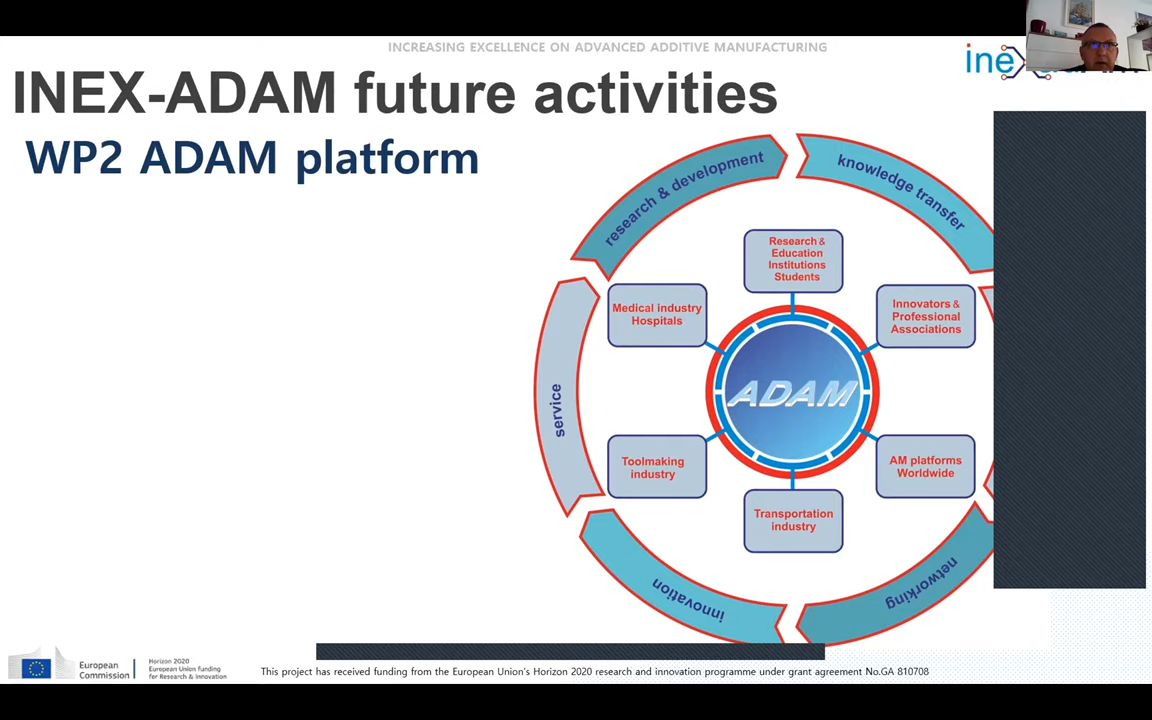 INCREASING EXCELLENCE ON ADVANCED ADDITIVE MANUFACTURING
ine
INEX-ADAM future activities
WP2 ADAM platform
research & development
knowledge transfer
Research &
Education
Institutions
Students
Medical industry
Hospitals
Innovators &
Professional
Associations
service
ADAM
Toolmaking
industry
AM platforms
Worldwide
Transportation
industry
innovation
networking
European
Commission
Horizon 2020
European Union funding
for Research & Innovation
This project has received funding from the European Union's Horizon 2020 research and innovation programme under grant agreement No.GA 810708